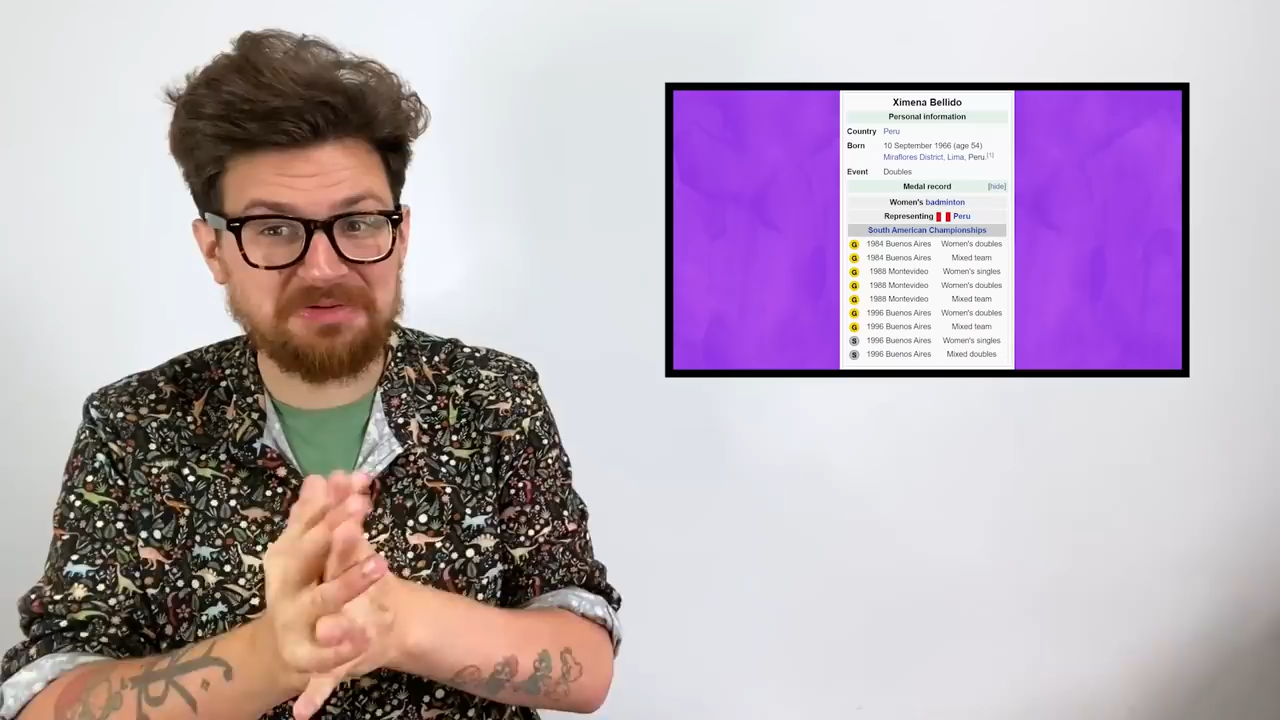 Ximena Bellido
Personal information
Country Peru
Born 10 September 1966 (age 54)
Miraflores District, Lima, Peru.[1]
Event Doubles
Medal record [hide]
Women's badminton
Representing Peru
South American Championships
G 1984 Buenos Aires Women's doubles
G 1984 Buenos Aires Mixed team
G 1988 Montevideo Women's singles
G 1988 Montevideo Women's doubles
G 1988 Montevideo Mixed team
G 1996 Buenos Aires Women's doubles
G 1996 Buenos Aires Mixed team
S 1996 Buenos Aires Women's singles
S 1996 Buenos Aires Mixed doubles